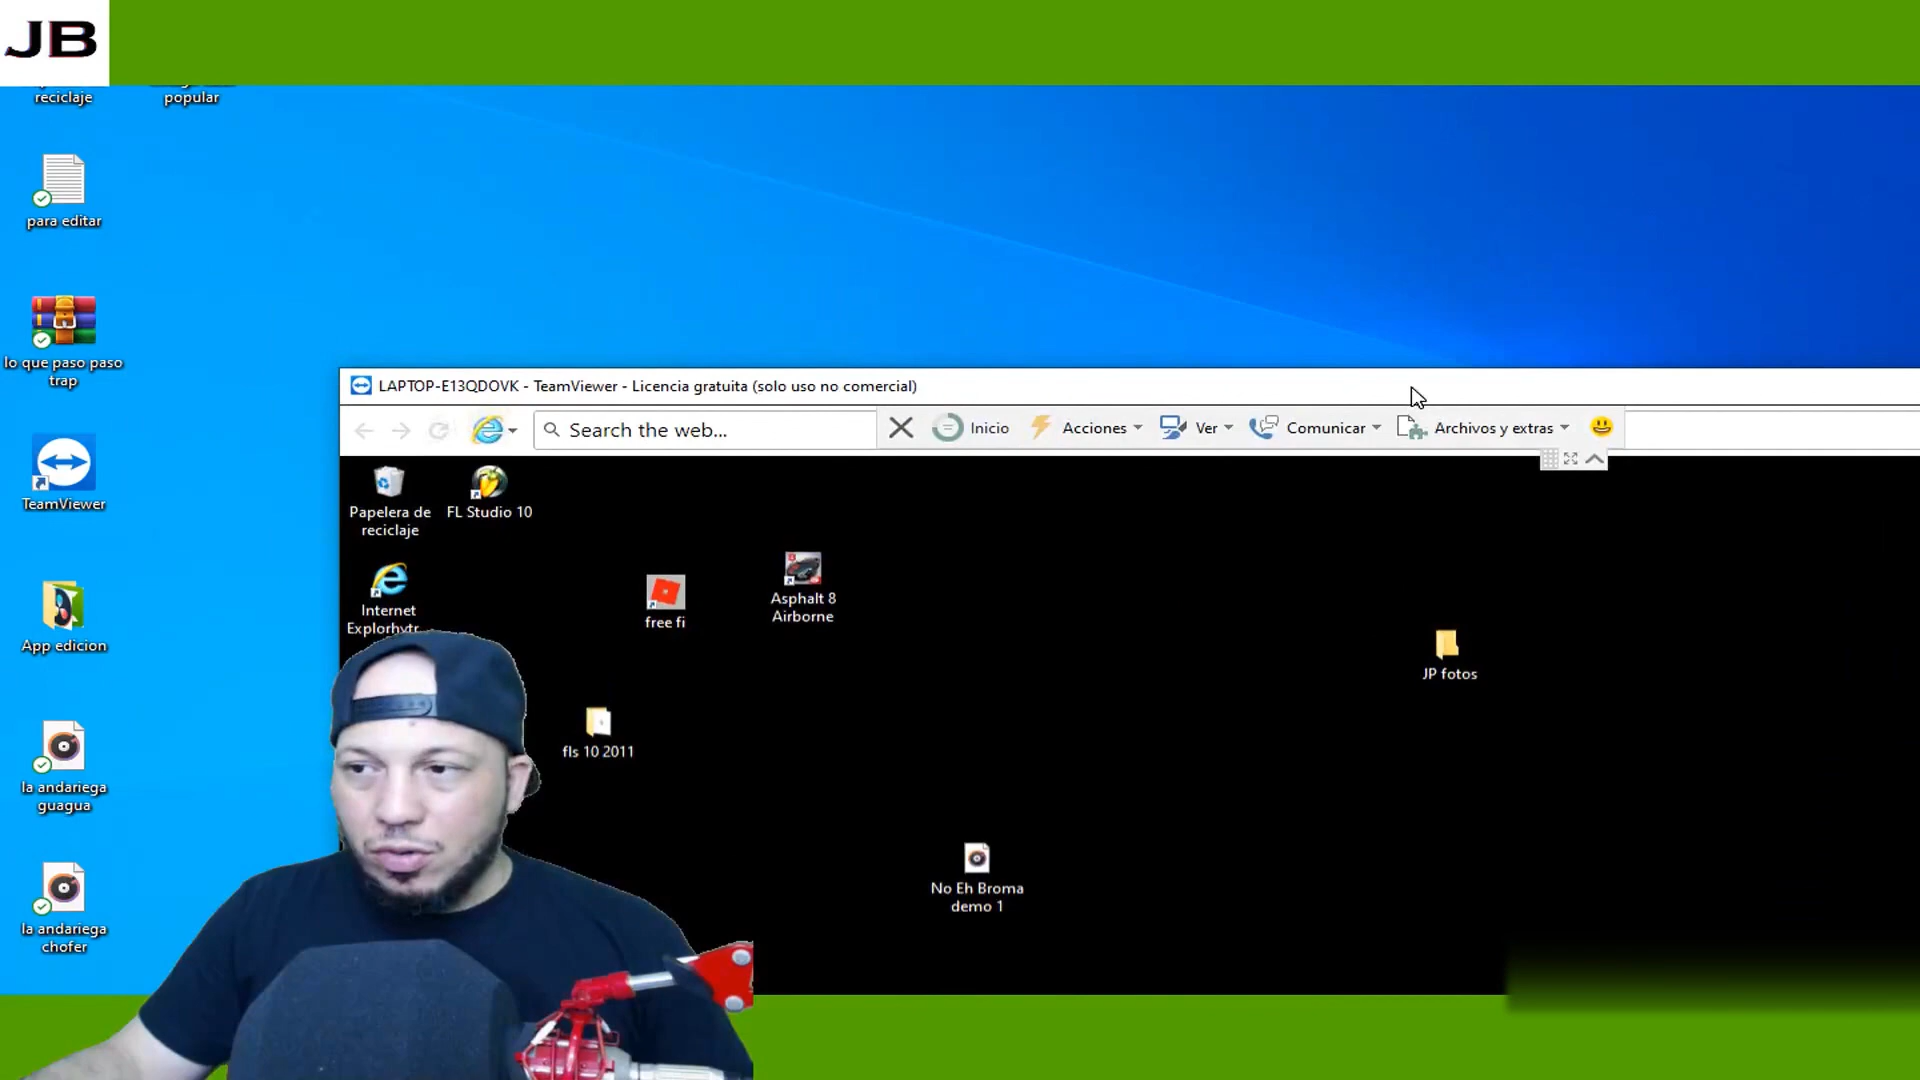 JB
reciclaje
popular
para editar
lo que paso paso
trap
TeamViewer
App edicion
la andariega
guagua
la andariega
chofer
LAPTOP-E13QDOVK - TeamViewer - Licencia gratuita (solo uso no comercial)
Search the web...
Inicio
Acciones
Ver
Comunicar
Archivos y extras
Papelera de
reciclaje
FL Studio 10
Internet
Explorhytr...
free fi
Asphalt 8
Airborne
JP fotos
fls 10 2011
No Eh Broma
demo 1